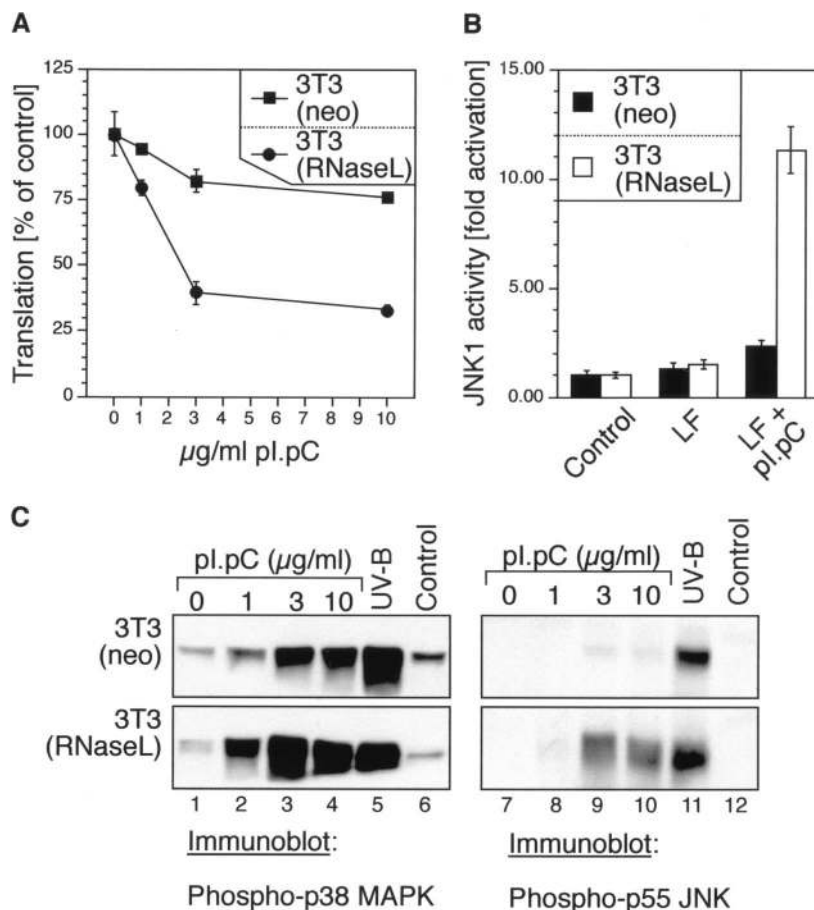 A
Translation [% of control]
125
100
75
50
25
0
3T3
(neo)
3T3
(RNaseL)
0 1 2 3 4 5 6 7 8 9 10
µg/ml pI.pC
B
JNK1 activity [fold activation]
15.00
10.00
5.00
0.00
3T3
(neo)
3T3
(RNaseL)
Control
LF
LF +
pI.pC
C
pI.pC (µg/ml)
0 1 3 10
UV-B
Control
pI.pC (µg/ml)
0 1 3 10
UV-B
Control
3T3
(neo)
3T3
(RNaseL)
1 2 3 4 5 6
7 8 9 10 11 12
Immunoblot:
Phospho-p38 MAPK
Immunoblot:
Phospho-p55 JNK